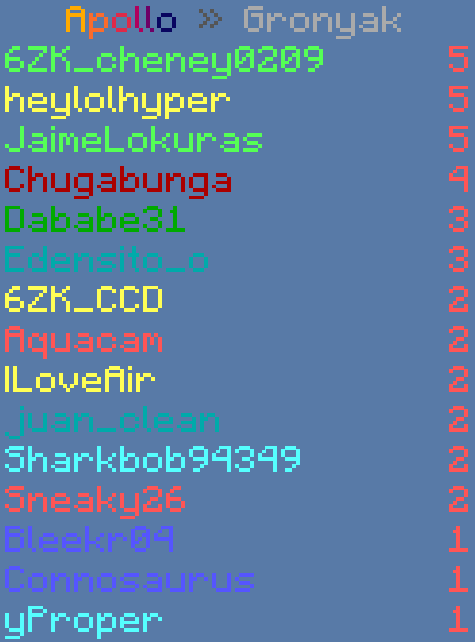 Apollo » Gronyak
6ZK_cheney0209 5
heylolhyper 5
JaimeLokuras 5
Chugabunga 4
Dababe31 3
Edensito_o 3
6ZK_CCD 2
Aquacam 2
ILoveAir 2
juan_clean 2
Sharkbob94349 2
Sneaky26 2
Bleekr04 1
Connosaurus 1
yProper 1